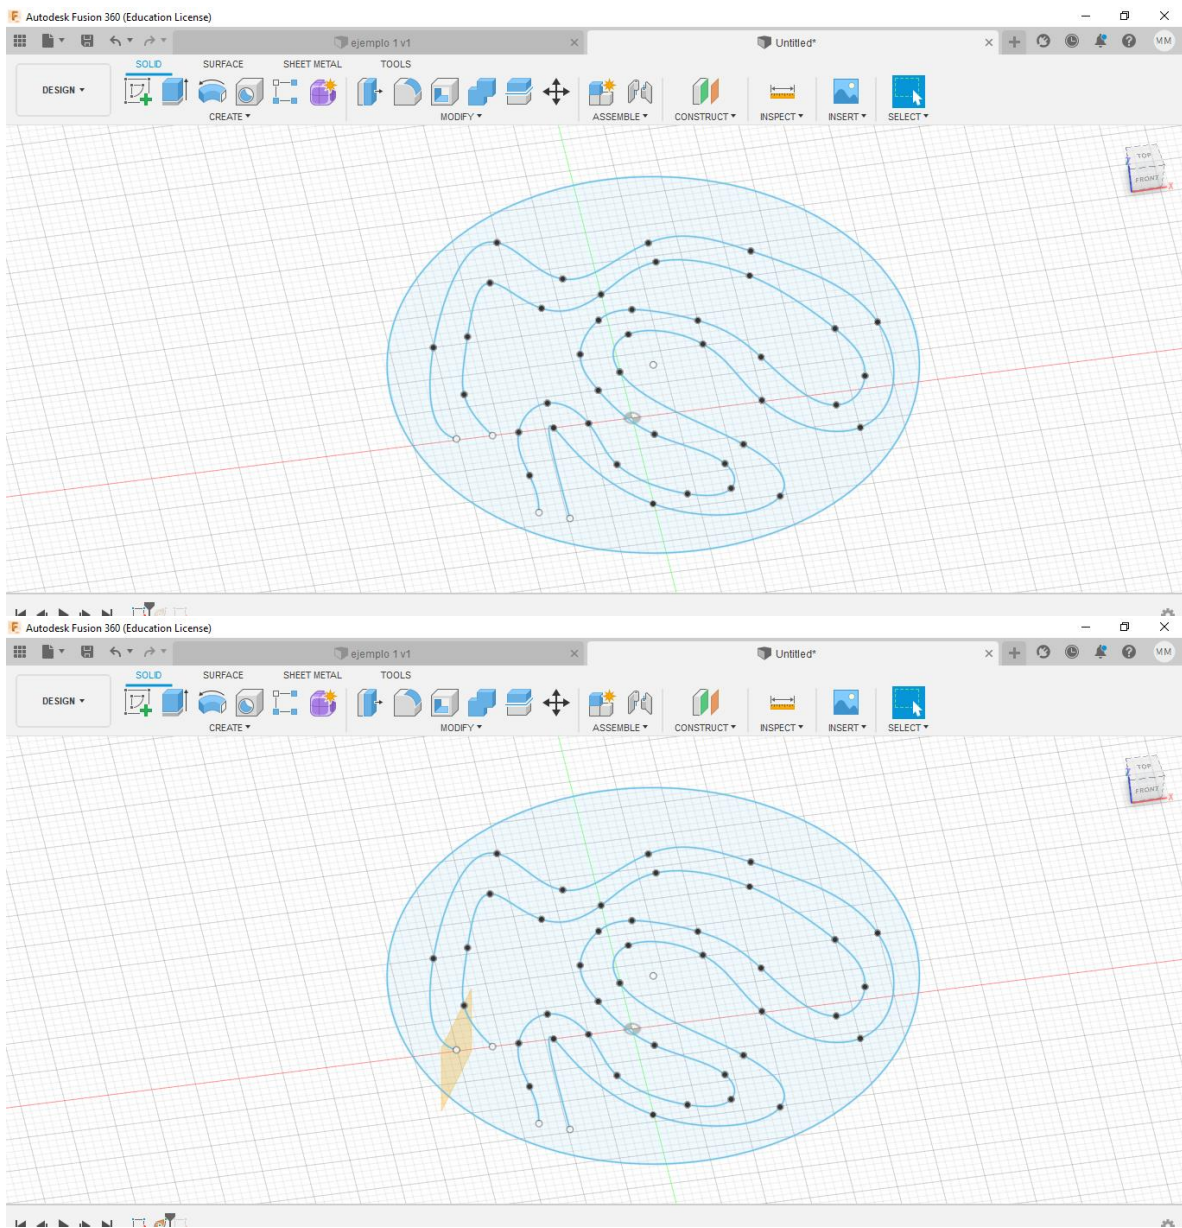 Autodesk Fusion 360 (Education License)
ejemplo 1 v1
Untitled*
MM
SOLID SURFACE SHEET METAL TOOLS
DESIGN
CREATE MODIFY ASSEMBLE CONSTRUCT INSPECT INSERT SELECT
TOP
Z
FRONT
X
Autodesk Fusion 360 (Education License)
ejemplo 1 v1
Untitled*
MM
SOLID SURFACE SHEET METAL TOOLS
DESIGN
CREATE MODIFY ASSEMBLE CONSTRUCT INSPECT INSERT SELECT
TOP
Z
FRONT
X